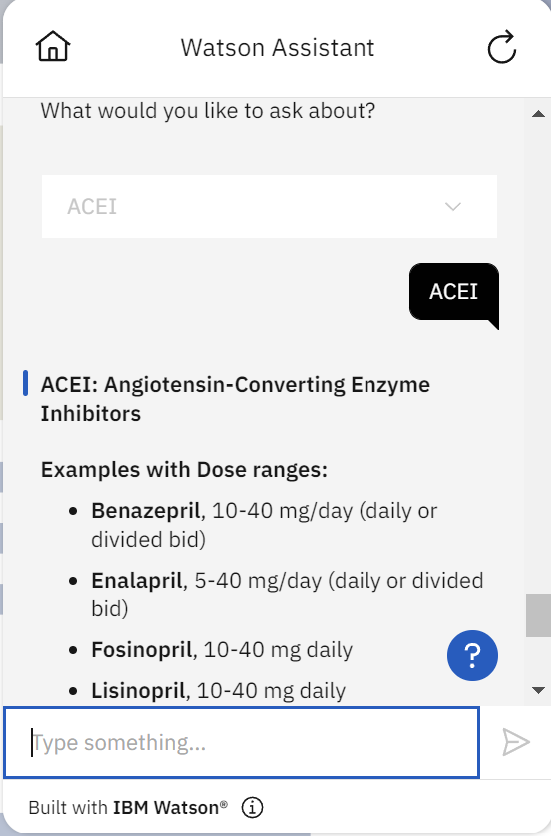 Watson Assistant
What would you like to ask about?
ACEI
ACEI
ACEI: Angiotensin-Converting Enzyme
Inhibitors
Examples with Dose ranges:
• Benazepril, 10-40 mg/day (daily or
divided bid)
• Enalapril, 5-40 mg/day (daily or divided
bid)
• Fosinopril, 10-40 mg daily
?
• Lisinopril, 10-40 mg daily
Type something...
Built with IBM Watson®